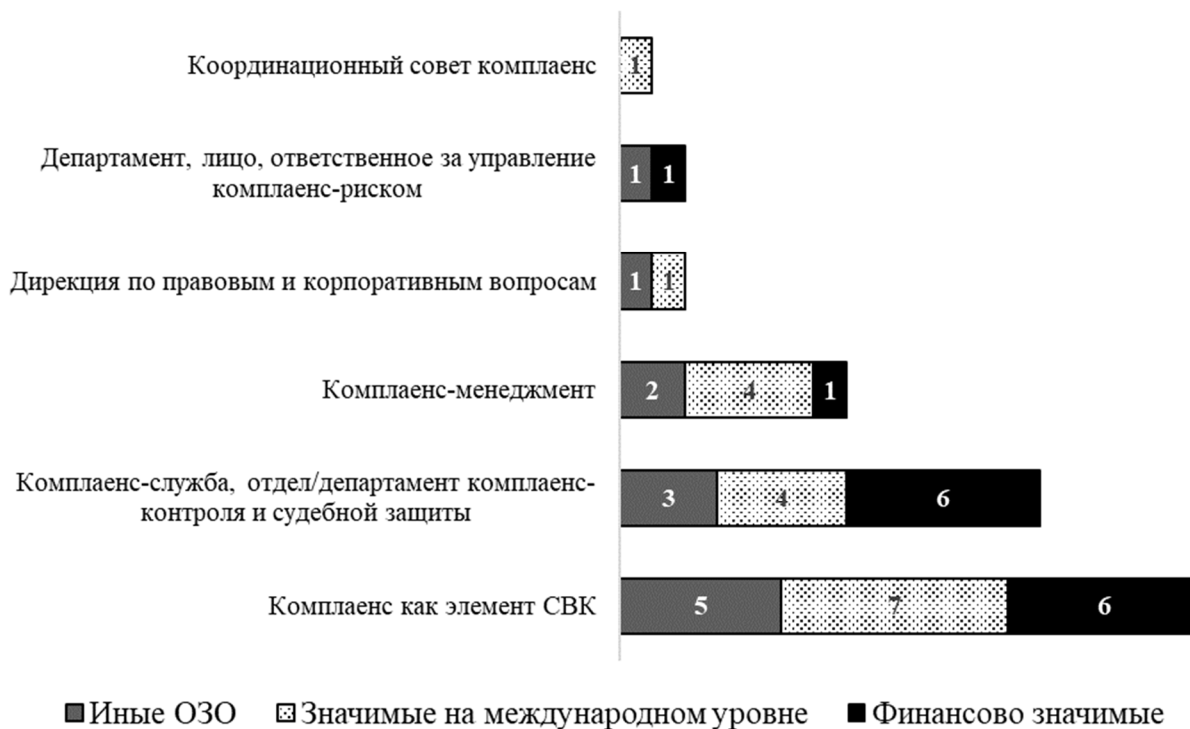 Координационный совет комплаенс
1
Департамент, лицо, ответственное за управление
комплаенс-риском
1 1
Дирекция по правовым и корпоративным вопросам
1 1
Комплаенс-менеджмент
2 4 1
Комплаенс-служба, отдел/департамент комплаенс-
контроля и судебной защиты
3 4 6
Комплаенс как элемент СВК
5 7 6
Иные ОЗО Значимые на международном уровне Финансово значимые